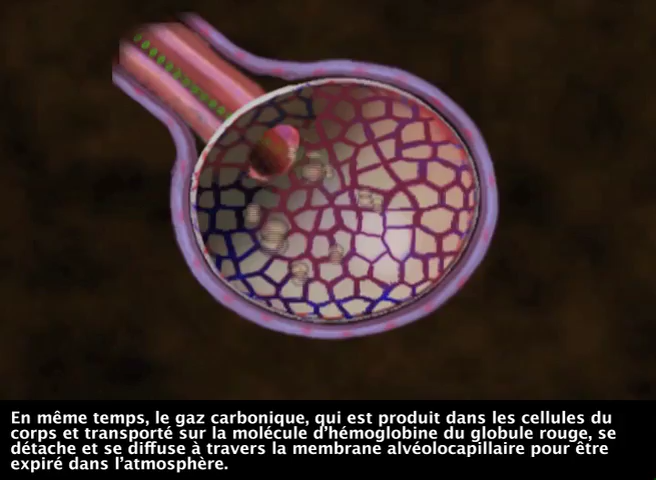 En même temps, le gaz carbonique, qui est produit dans les cellules du
corps et transporté sur la molécule d'hémoglobine du globule rouge, se
détache et se diffuse à travers la membrane alvéolocapillaire pour être
expiré dans l'atmosphère.